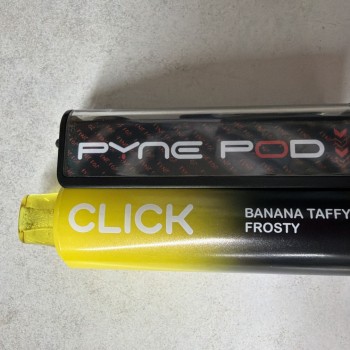 PYNE POD
CLICK
BANANA TAFFY
FROSTY